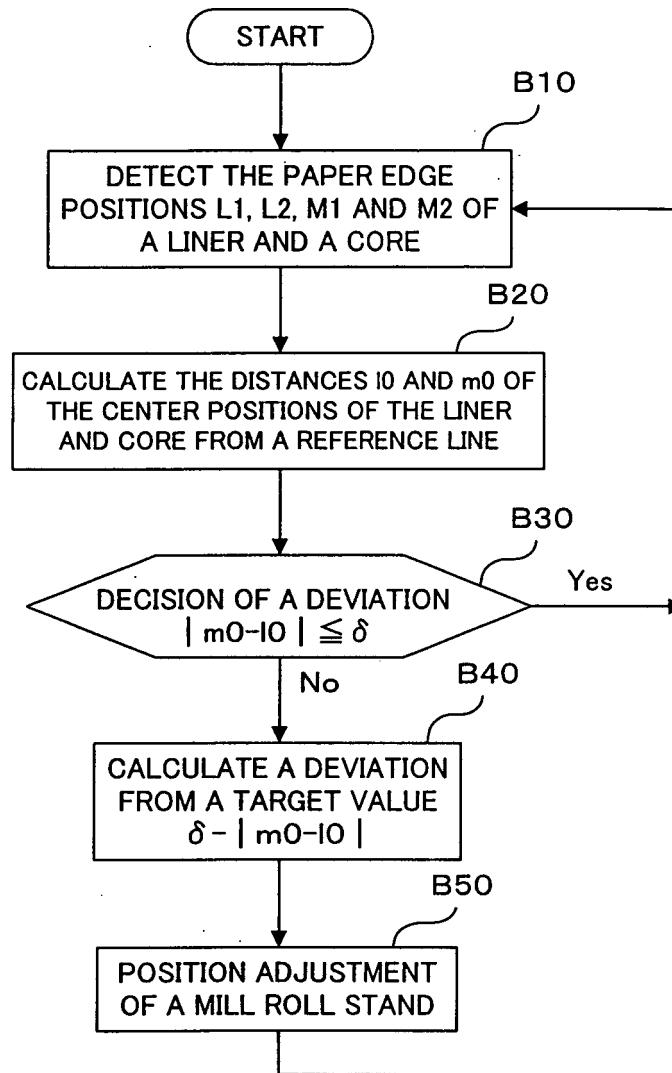 START
B10
DETECT THE PAPER EDGE
POSITIONS L1, L2, M1 AND M2 OF
A LINER AND A CORE
B20
CALCULATE THE DISTANCES l0 AND m0 OF
THE CENTER POSITIONS OF THE LINER
AND CORE FROM A REFERENCE LINE
B30
DECISION OF A DEVIATION
| m0-l0 | ≦ δ
Yes
No
B40
CALCULATE A DEVIATION
FROM A TARGET VALUE
δ - | m0-l0 |
B50
POSITION ADJUSTMENT
OF A MILL ROLL STAND